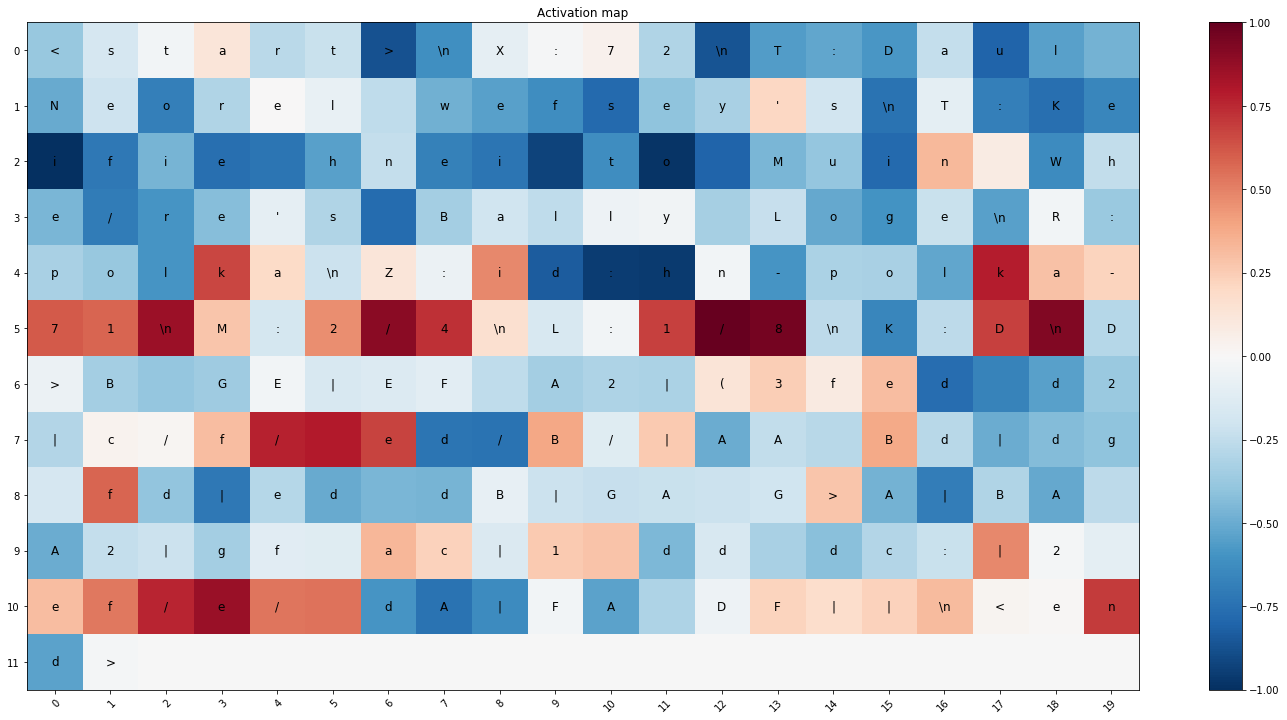 Activation map
0 < s t a r t > \n X : 7 2 \n T : D a u l
1 N e o r e l w e f s e y ' s \n T : K e
2 i f i e h n e i t o M u i n W h
3 e / r e ' s B a l l y L o g e \n R :
4 p o l k a \n Z : i d : h n - p o l k a -
5 7 1 \n M : 2 / 4 \n L : 1 / 8 \n K : D \n D
6 > B G E | E F A 2 | ( 3 f e d d 2
7 | c / f / e d / B / | A A B d | d g
8 f d | e d d B | G A G > A | B A
9 A 2 | g f a c | 1 d d d c : | 2
10 e f / e / d A | F A D F | | \n < e n
11 d >
0 1 2 3 4 5 6 7 8 9 10 11 12 13 14 15 16 17 18 19
1.00
0.75
0.50
0.25
0.00
−0.25
−0.50
−0.75
−1.00